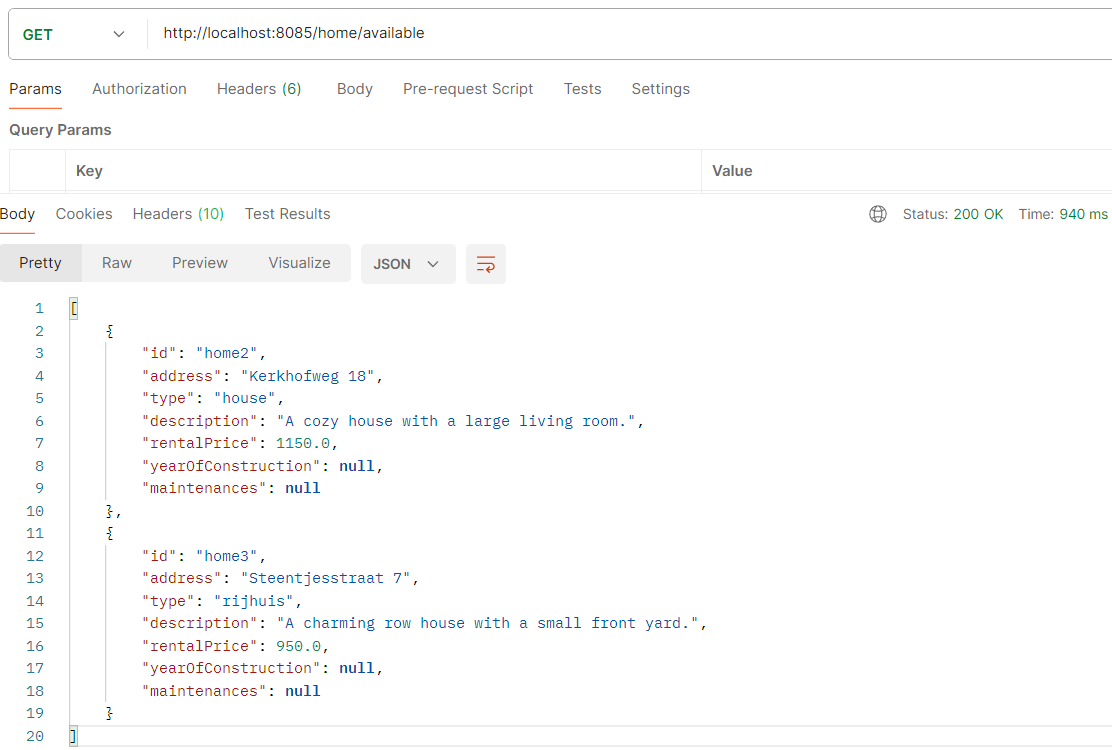 GET http://localhost:8085/home/available
Params Authorization Headers (6) Body Pre-request Script Tests Settings
Query Params
Key Value
Body Cookies Headers (10) Test Results Status: 200 OK Time: 940 ms
Pretty Raw Preview Visualize JSON
1 [
2 {
3 "id": "home2",
4 "address": "Kerkhofweg 18",
5 "type": "house",
6 "description": "A cozy house with a large living room.",
7 "rentalPrice": 1150.0,
8 "yearOfConstruction": null,
9 "maintenances": null
10 },
11 {
12 "id": "home3",
13 "address": "Steentjesstraat 7",
14 "type": "rijhuis",
15 "description": "A charming row house with a small front yard.",
16 "rentalPrice": 950.0,
17 "yearOfConstruction": null,
18 "maintenances": null
19 }
20 ]